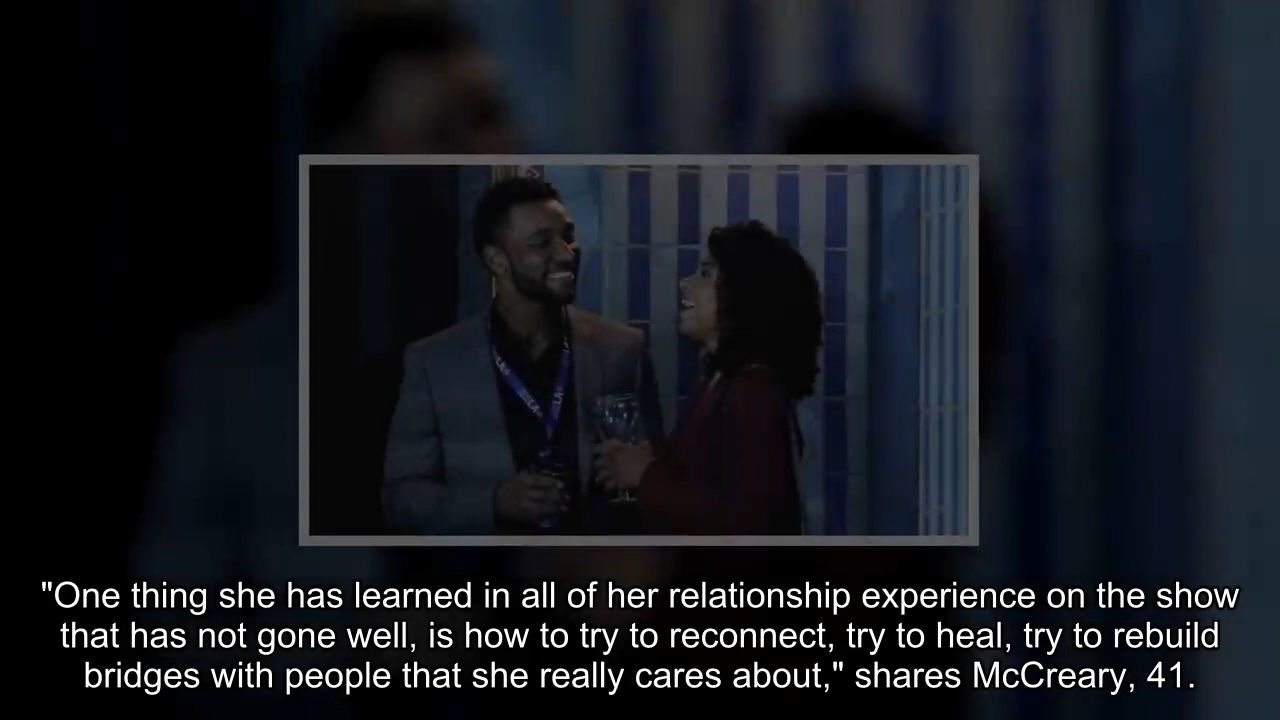 "One thing she has learned in all of her relationship experience on the show
that has not gone well, is how to try to reconnect, try to heal, try to rebuild
bridges with people that she really cares about," shares McCreary, 41.